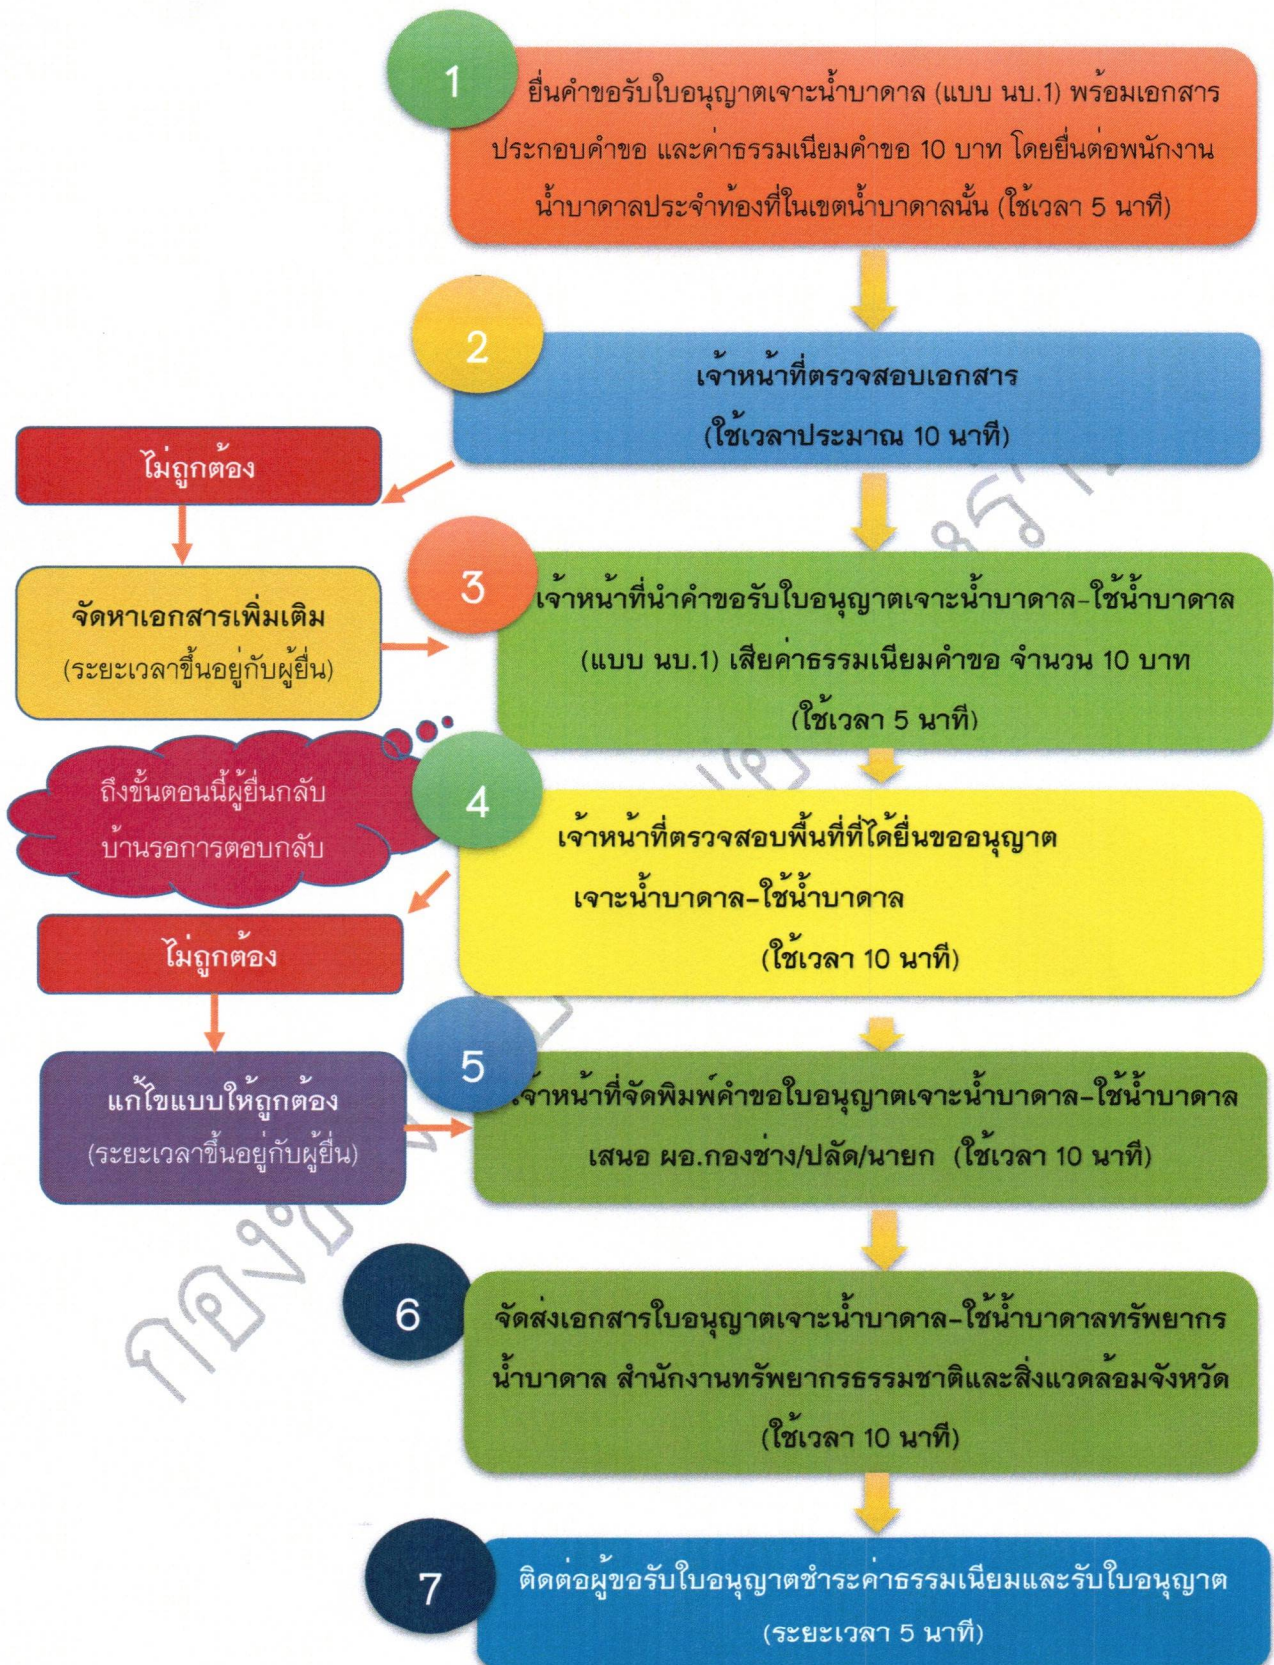 1
ยื่นคำขอรับใบอนุญาตเจาะน้ำบาดาล (แบบ นบ.1) พร้อมเอกสาร
ประกอบคำขอ และค่าธรรมเนียมคำขอ 10 บาท โดยยื่นต่อพนักงาน
น้ำบาดาลประจำท้องที่ในเขตน้ำบาดาลนั้น (ใช้เวลา 5 นาที)
2
เจ้าหน้าที่ตรวจสอบเอกสาร
(ใช้เวลาประมาณ 10 นาที)
ไม่ถูกต้อง
จัดหาเอกสารเพิ่มเติม
(ระยะเวลาขึ้นอยู่กับผู้ยื่น)
3
เจ้าหน้าที่นำคำขอรับใบอนุญาตเจาะน้ำบาดาล-ใช้น้ำบาดาล
(แบบ นบ.1) เสียค่าธรรมเนียมคำขอ จำนวน 10 บาท
(ใช้เวลา 5 นาที)
ถึงขั้นตอนนี้ผู้ยื่นกลับ
บ้านรอการตอบกลับ
4
เจ้าหน้าที่ตรวจสอบพื้นที่ที่ได้ยื่นขออนุญาต
เจาะน้ำบาดาล-ใช้น้ำบาดาล
(ใช้เวลา 10 นาที)
ไม่ถูกต้อง
แก้ไขแบบให้ถูกต้อง
(ระยะเวลาขึ้นอยู่กับผู้ยื่น)
5
เจ้าหน้าที่จัดพิมพ์คำขอใบอนุญาตเจาะน้ำบาดาล-ใช้น้ำบาดาล
เสนอ ผอ.กองช่าง/ปลัด/นายก (ใช้เวลา 10 นาที)
6
จัดส่งเอกสารใบอนุญาตเจาะน้ำบาดาล-ใช้น้ำบาดาลทรัพยากร
น้ำบาดาล สำนักงานทรัพยากรธรรมชาติและสิ่งแวดล้อมจังหวัด
(ใช้เวลา 10 นาที)
7
ติดต่อผู้ขอรับใบอนุญาตชำระค่าธรรมเนียมและรับใบอนุญาต
(ระยะเวลา 5 นาที)